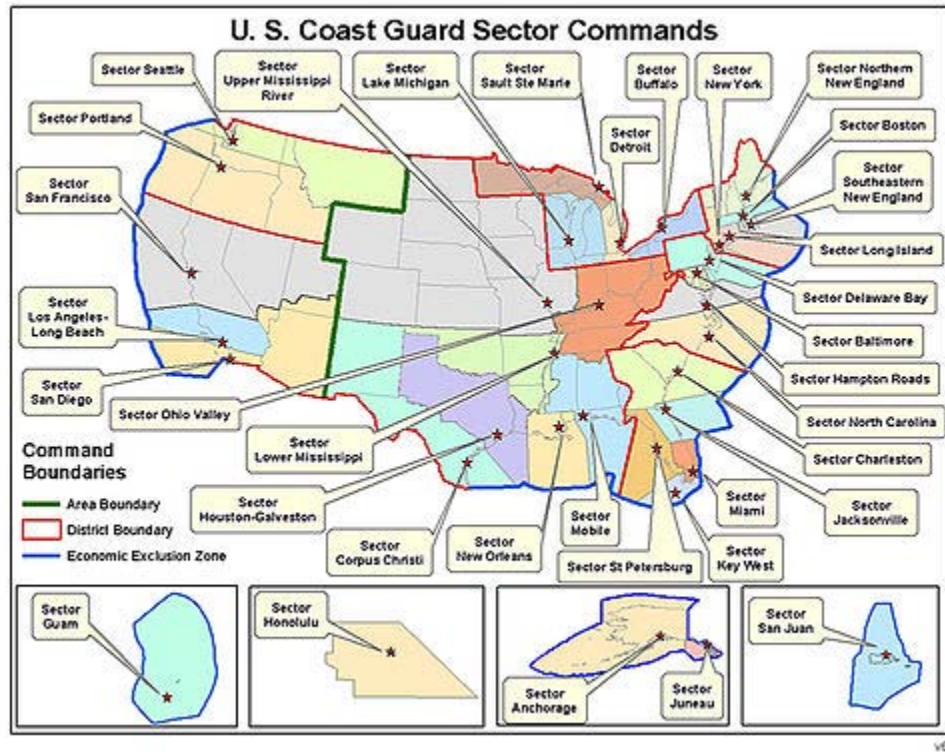 U. S. Coast Guard Sector Commands
Sector Seattle
Sector
Upper Mississippi
River
Sector
Lake Michigan
Sector
Sault Ste Marie
Sector
Buffalo
Sector
New York
Sector Northern
New England
Sector Portland
Sector
Detroit
Sector Boston
Sector
Southeastern
New England
Sector
San Francisco
Sector Long Island
Sector
Los Angeles-
Long Beach
Sector Delaware Bay
Sector Baltimore
Sector
San Diego
Sector Hampton Roads
Sector Ohio Valley
Sector North Carolina
Sector
Lower Mississippi
Sector Charleston
Command
Boundaries
Area Boundary
District Boundary
Economic Exclusion Zone
Sector
Houston-Galveston
Sector
Corpus Christi
Sector
New Orleans
Sector
Mobile
Sector St Petersburg
Sector
Key West
Sector
Miami
Sector
Jacksonville
Sector
Guam
Sector
Honolulu
Sector
Anchorage
Sector
Juneau
Sector
San Juan